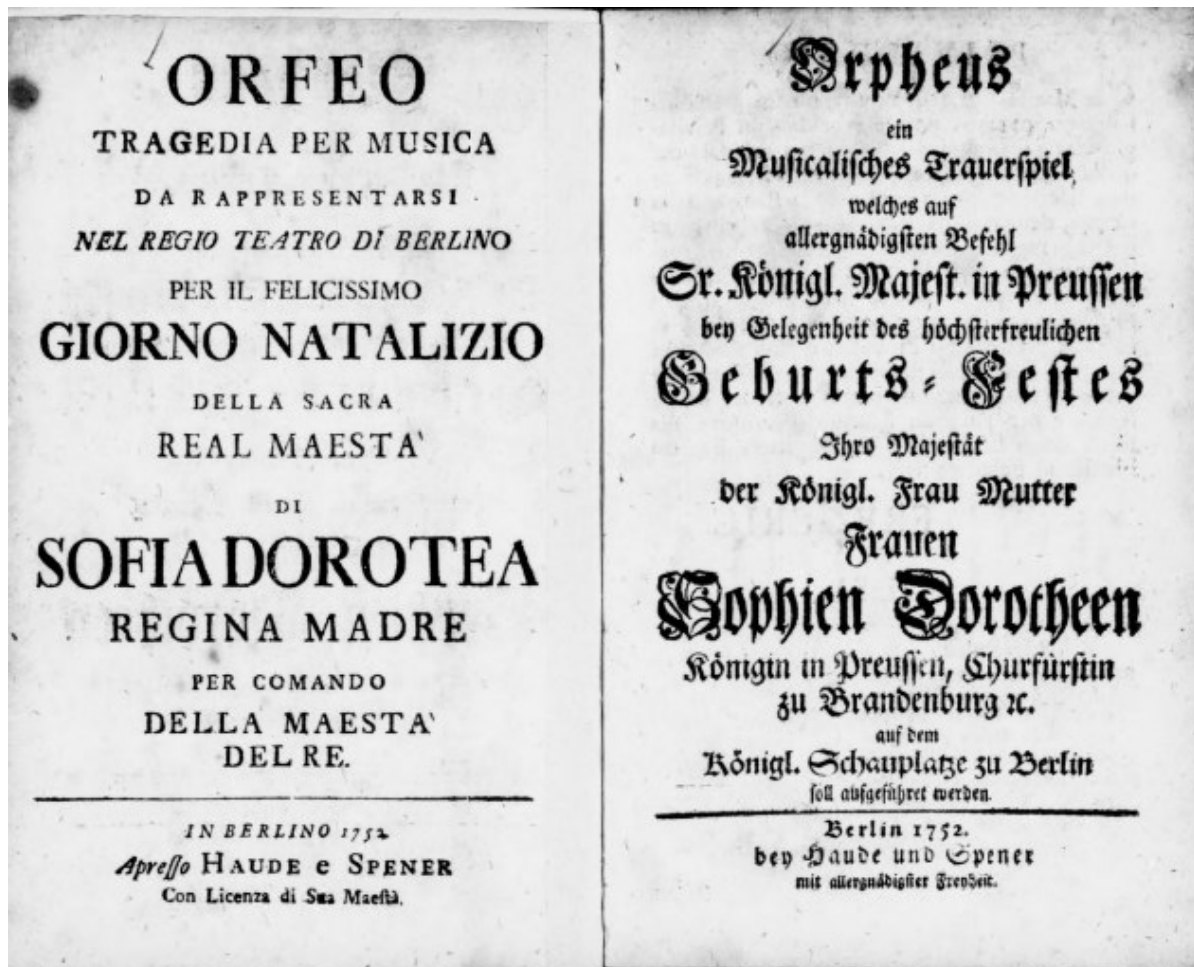 ORFEO
TRAGEDIA PER MUSICA
DA RAPPRESENTARSI
NEL REGIO TEATRO DI BERLINO
PER IL FELICISSIMO
GIORNO NATALIZIO
DELLA SACRA
REAL MAESTA'
DI
SOFIA DOROTEA
REGINA MADRE
PER COMANDO
DELLA MAESTA'
DEL RE.
IN BERLINO 1752
Apreſſo HAUDE e SPENER
Con Licenza di Sua Maeſtà.
Orpheus
ein
Muſicaliſches Trauerſpiel,
welches auf
allergnädigſten Befehl
Sr. Königl. Majeſt. in Preuſſen
bey Gelegenheit des höchſterfreulichen
Geburts-Feſtes
Ihro Majeſtät
der Königl. Frau Mutter
Frauen
Sophien Dorotheen
Königin in Preuſſen, Churfürſtin
zu Brandenburg ꝛc.
auf dem
Königl. Schauplatze zu Berlin
ſoll aufgeführet werden.
Berlin 1752.
bey Haude und Spener
mit allergnädigſter Freyheit.